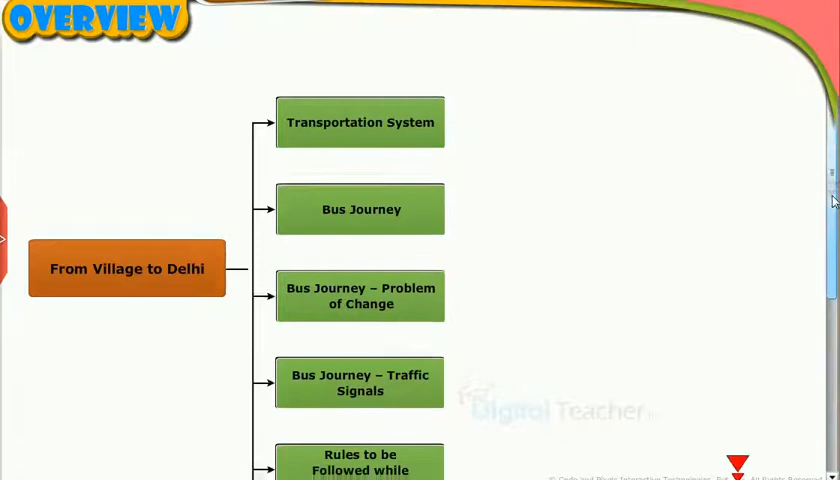 OVERVIEW
Transportation System
Bus Journey
From Village to Delhi
Bus Journey – Problem
of Change
Bus Journey – Traffic
Signals
Digital Teacher
Rules to be
Followed while